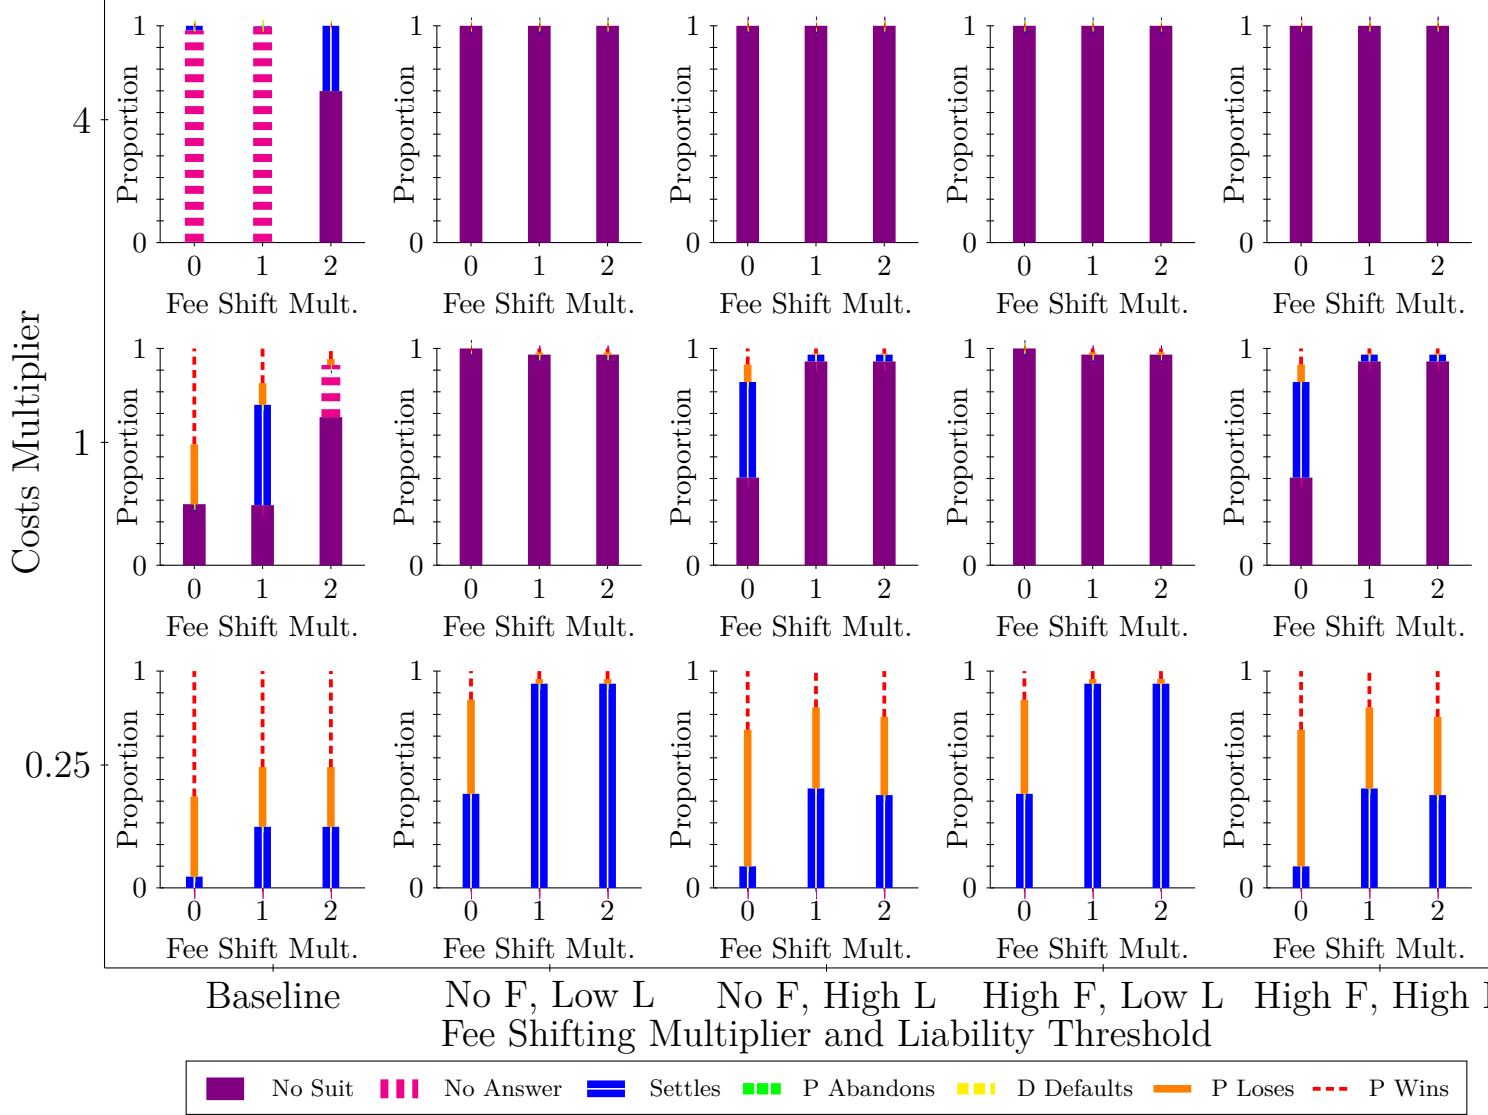 Costs Multiplier
4
Proportion
1
0
0 1 2
Fee Shift Mult.
Proportion
1
0
0 1 2
Fee Shift Mult.
Proportion
1
0
0 1 2
Fee Shift Mult.
Proportion
1
0
0 1 2
Fee Shift Mult.
Proportion
1
0
0 1 2
Fee Shift Mult.
1
Proportion
1
0
0 1 2
Fee Shift Mult.
Proportion
1
0
0 1 2
Fee Shift Mult.
Proportion
1
0
0 1 2
Fee Shift Mult.
Proportion
1
0
0 1 2
Fee Shift Mult.
Proportion
1
0
0 1 2
Fee Shift Mult.
0.25
Proportion
1
0
0 1 2
Fee Shift Mult.
Proportion
1
0
0 1 2
Fee Shift Mult.
Proportion
1
0
0 1 2
Fee Shift Mult.
Proportion
1
0
0 1 2
Fee Shift Mult.
Proportion
1
0
0 1 2
Fee Shift Mult.
Baseline
No F, Low L
No F, High L
High F, Low L
High F, High
Fee Shifting Multiplier and Liability Threshold
No Suit No Answer Settles P Abandons D Defaults P Loses P Wins